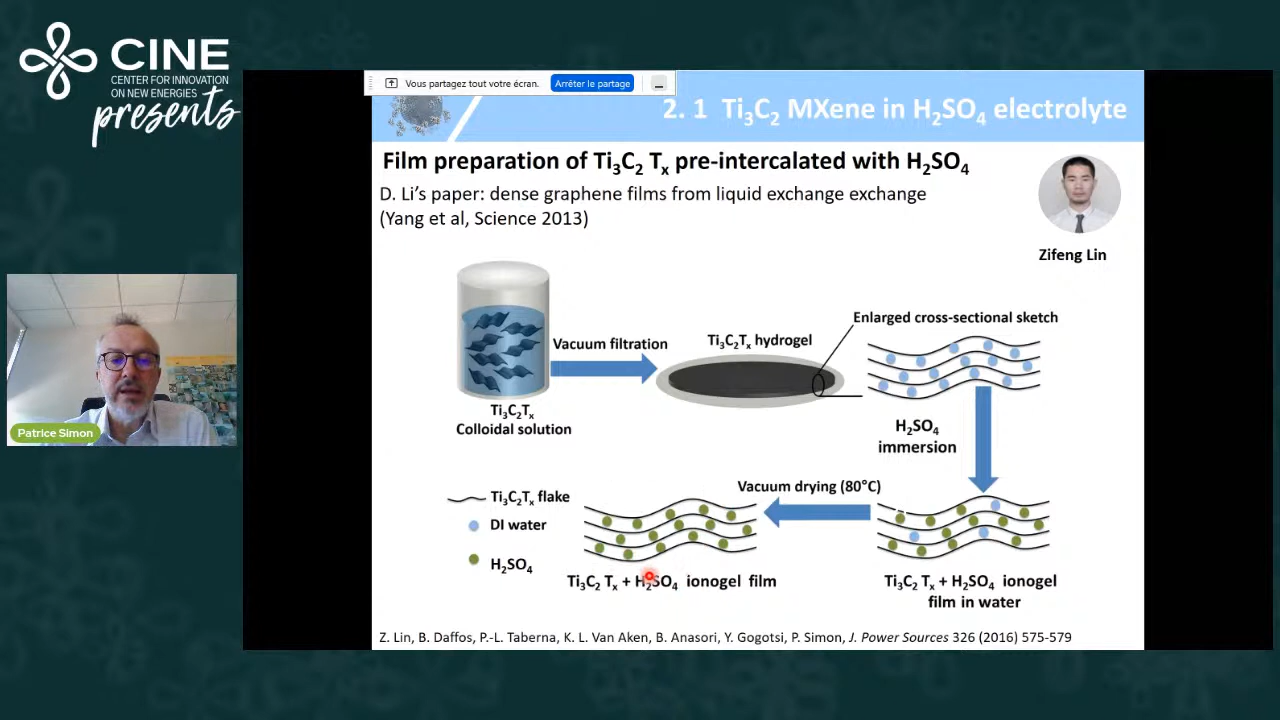 CINE
CENTER FOR INNOVATION
ON NEW ENERGIES
presents
Vous partagez tout votre écran.
Arrêter le partage
2. 1 Ti₃C₂ MXene in H₂SO₄ electrolyte
Film preparation of Ti₃C₂ Tₓ pre-intercalated with H₂SO₄
D. Li's paper: dense graphene films from liquid exchange exchange
(Yang et al, Science 2013)
Zifeng Lin
Enlarged cross-sectional sketch
Vacuum filtration
Ti₃C₂Tₓ hydrogel
Ti₃C₂Tₓ
Colloidal solution
H₂SO₄
immersion
Patrice Simon
Vacuum drying (80°C)
Ti₃C₂Tₓ flake
DI water
H₂SO₄
Ti₃C₂ Tₓ + H₂SO₄ ionogel film
Ti₃C₂ Tₓ + H₂SO₄ ionogel
film in water
Z. Lin, B. Daffos, P.-L. Taberna, K. L. Van Aken, B. Anasori, Y. Gogotsi, P. Simon, J. Power Sources 326 (2016) 575-579